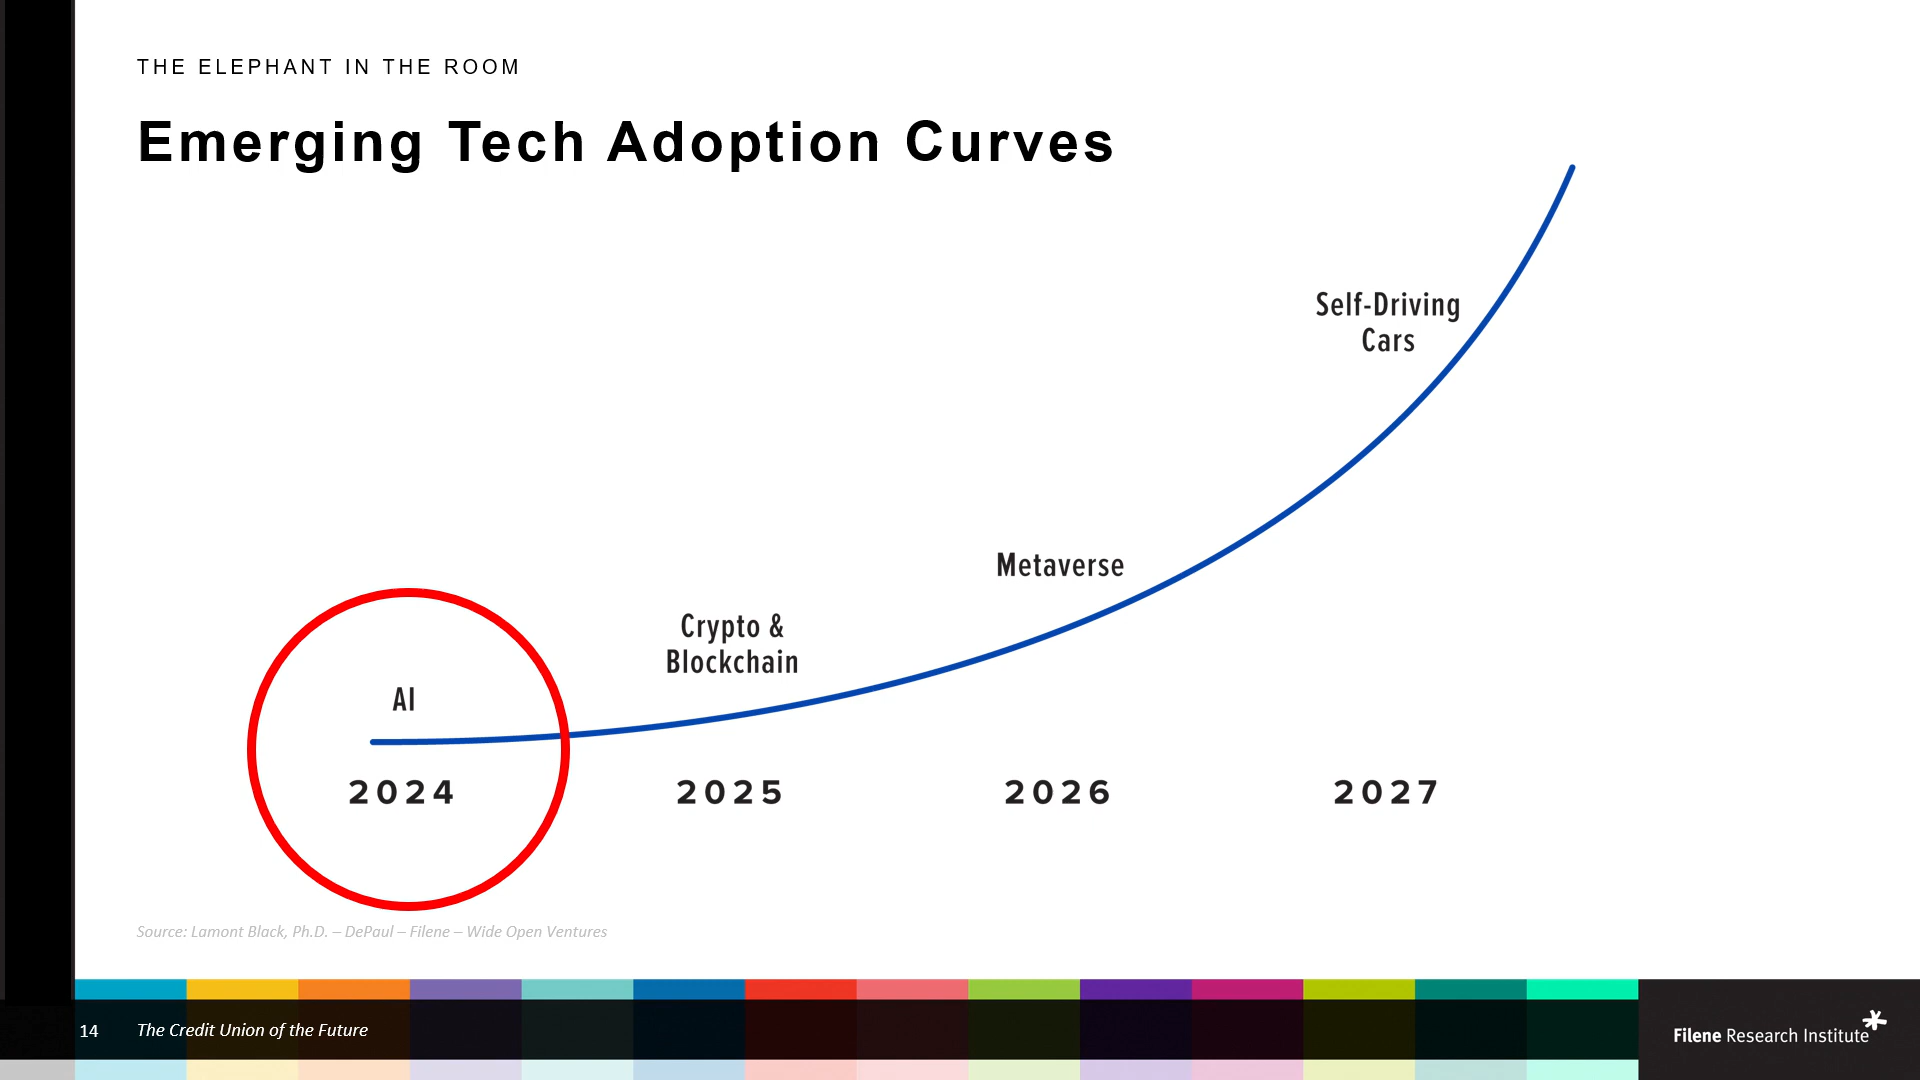 THE ELEPHANT IN THE ROOM
Emerging Tech Adoption Curves
Self-Driving
Cars
Metaverse
Crypto &
Blockchain
AI
2024
2025
2026
2027
Source: Lamont Black, Ph.D. – DePaul – Filene – Wide Open Ventures
14
The Credit Union of the Future
Filene Research Institute